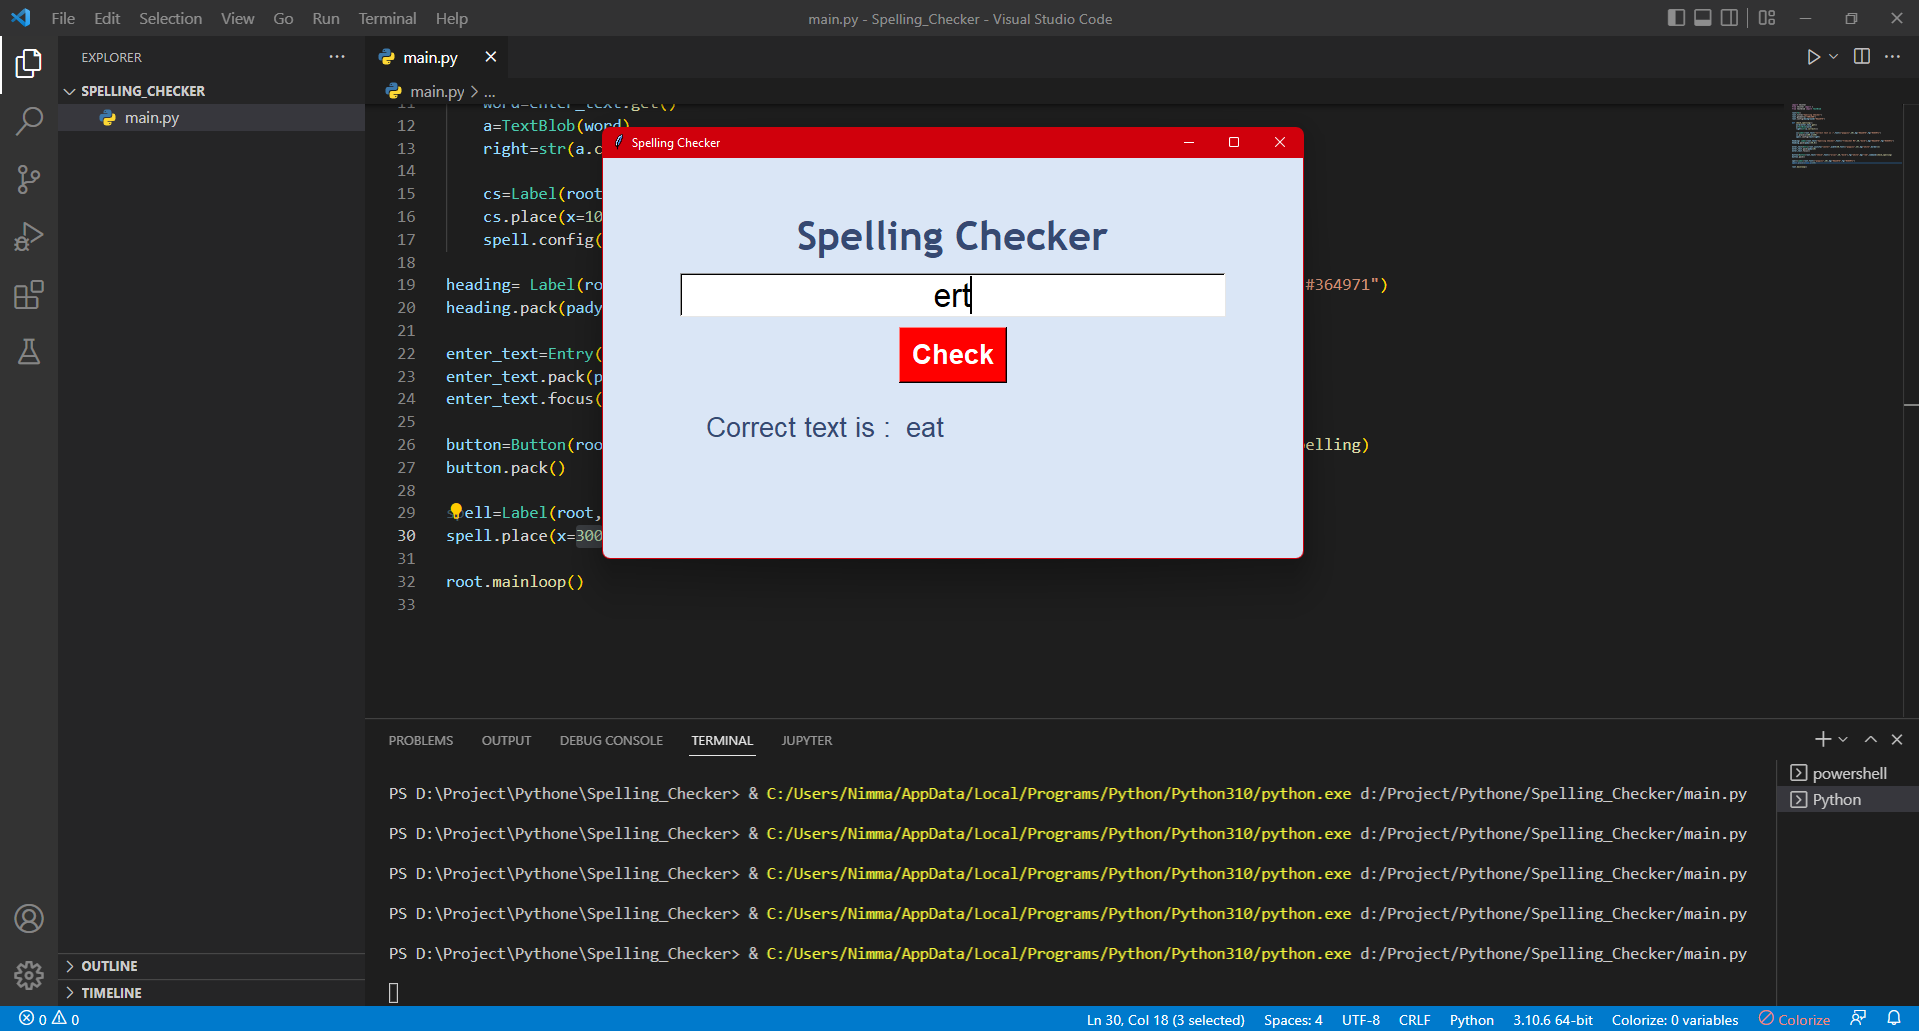 File Edit Selection View Go Run Terminal Help
main.py - Spelling_Checker - Visual Studio Code
EXPLORER
SPELLING_CHECKER
main.py
main.py
main.py > ...
11 word=enter_text.get()
12 a=TextBlob(word)
13 right=str(a.c
14
15 cs=Label(root
16 cs.place(x=10
17 spell.config(
18
19 heading= Label(ro #364971")
20 heading.pack(pady
21
22 enter_text=Entry(
23 enter_text.pack(p
24 enter_text.focus(
25
26 button=Button(roo elling)
27 button.pack()
28
29 spell=Label(root,
30 spell.place(x=300
31
32 root.mainloop()
33
Spelling Checker
Spelling Checker
ert
Check
Correct text is : eat
PROBLEMS OUTPUT DEBUG CONSOLE TERMINAL JUPYTER
PS D:\Project\Pythone\Spelling_Checker> & C:/Users/Nimma/AppData/Local/Programs/Python/Python310/python.exe d:/Project/Pythone/Spelling_Checker/main.py
PS D:\Project\Pythone\Spelling_Checker> & C:/Users/Nimma/AppData/Local/Programs/Python/Python310/python.exe d:/Project/Pythone/Spelling_Checker/main.py
PS D:\Project\Pythone\Spelling_Checker> & C:/Users/Nimma/AppData/Local/Programs/Python/Python310/python.exe d:/Project/Pythone/Spelling_Checker/main.py
PS D:\Project\Pythone\Spelling_Checker> & C:/Users/Nimma/AppData/Local/Programs/Python/Python310/python.exe d:/Project/Pythone/Spelling_Checker/main.py
PS D:\Project\Pythone\Spelling_Checker> & C:/Users/Nimma/AppData/Local/Programs/Python/Python310/python.exe d:/Project/Pythone/Spelling_Checker/main.py
powershell
Python
OUTLINE
TIMELINE
0 0
Ln 30, Col 18 (3 selected) Spaces: 4 UTF-8 CRLF Python 3.10.6 64-bit Colorize: 0 variables Colorize